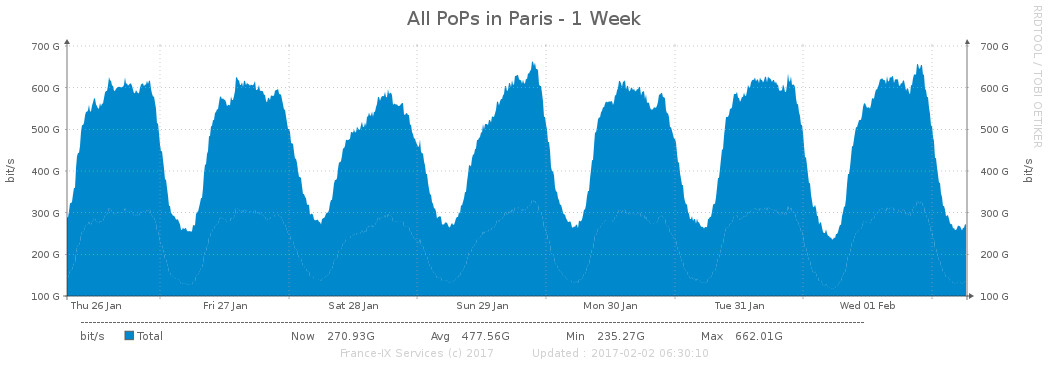 All PoPs in Paris - 1 Week
RRDTOOL / TOBI OETIKER
bit/s
bit/s
700 G 700 G
600 G 600 G
500 G 500 G
400 G 400 G
300 G 300 G
200 G 200 G
100 G 100 G
Thu 26 Jan Fri 27 Jan Sat 28 Jan Sun 29 Jan Mon 30 Jan Tue 31 Jan Wed 01 Feb
bit/s Total Now 270.93G Avg 477.56G Min 235.27G Max 662.01G
France-IX Services (c) 2017 Updated : 2017-02-02 06:30:10